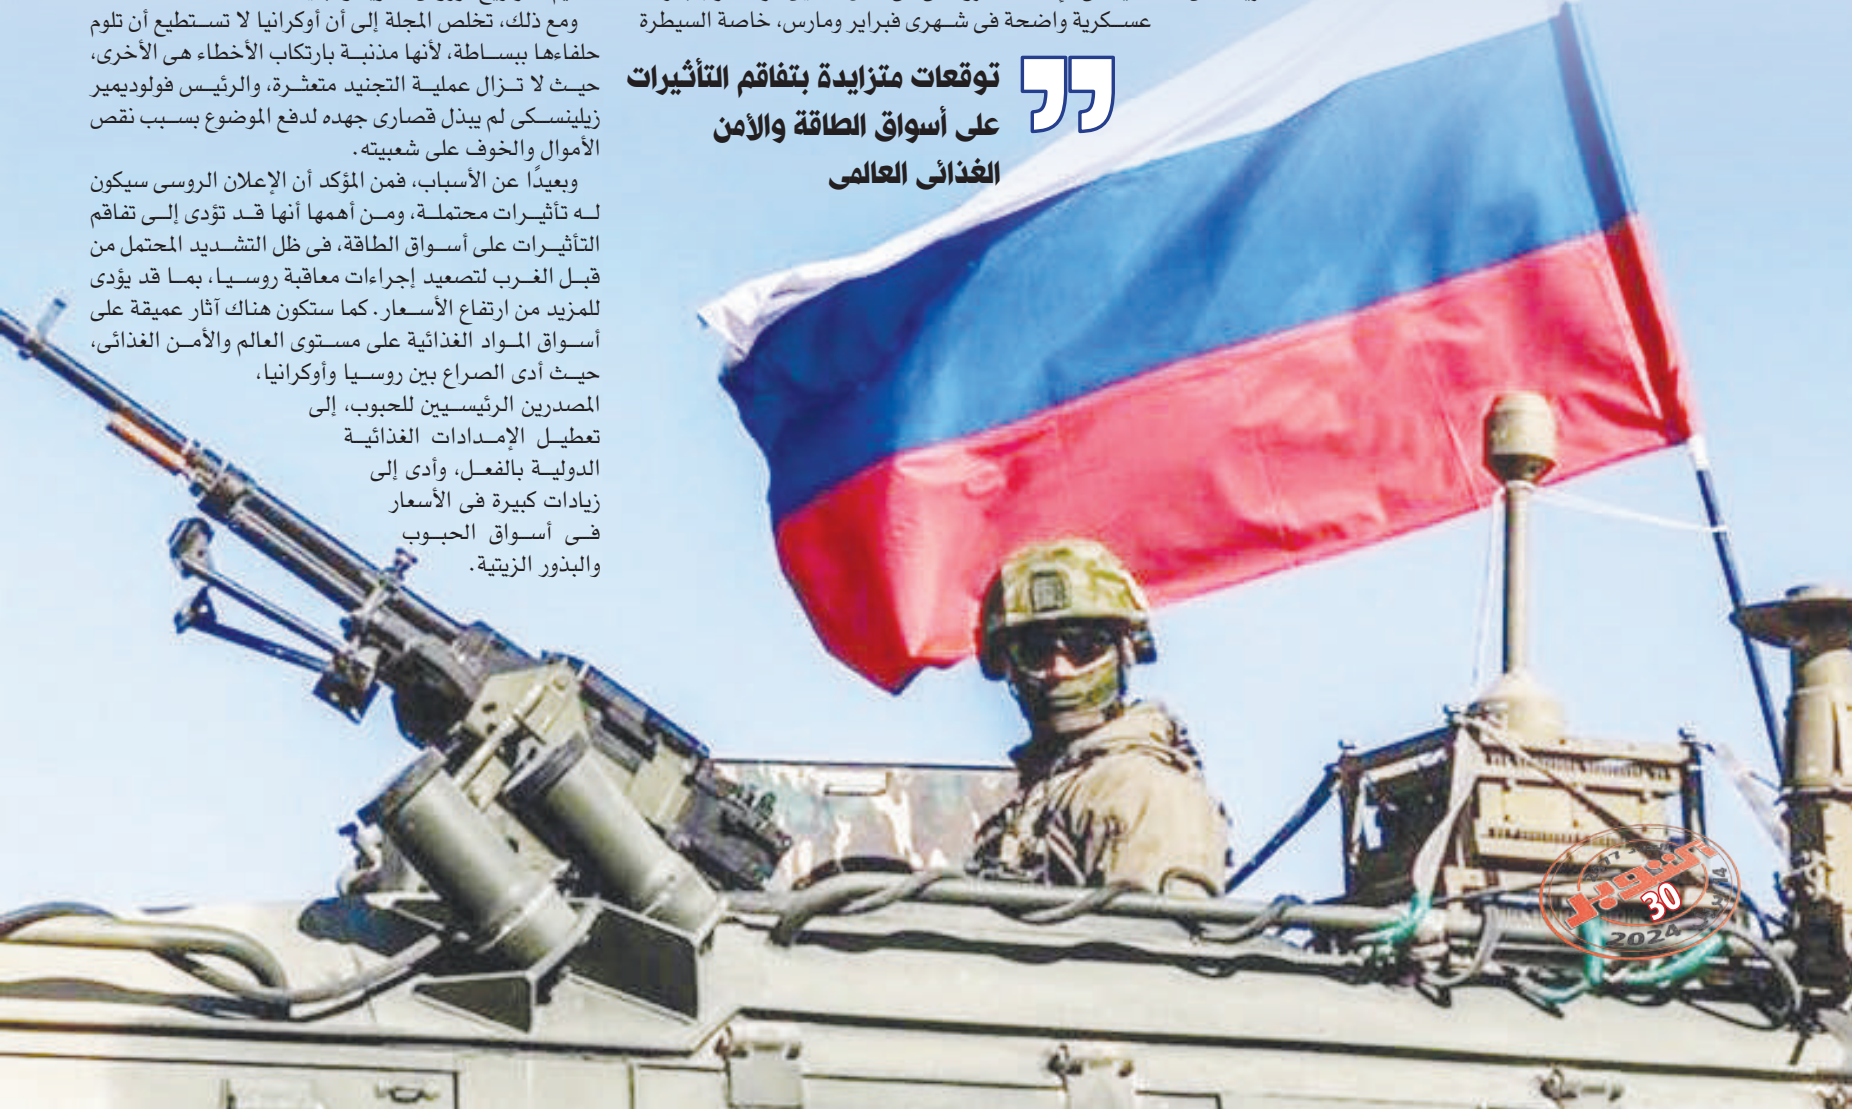 عسكرية واضحة فى شهرى فبراير ومارس، خاصة السيطرة
توقعات متزايدة بتفاقم التأثيرات
على أسواق الطاقة والأمن
الغذائى العالمى
ومع ذلك، تخلص المجلة إلى أن أوكرانيا لا تستطيع أن تلوم
حلفاءها ببساطة، لأنها مذنبة بارتكاب الأخطاء هى الأخرى،
حيث لا تزال عملية التجنيد متعثرة، والرئيس فولوديمير
زيلينسكى لم يبذل قصارى جهده لدفع الموضوع بسبب نقص
الأموال والخوف على شعبيته.
وبعيدًا عن الأسباب، فمن المؤكد أن الإعلان الروسى سيكون
له تأثيرات محتملة، ومن أهمها أنها قد تؤدى إلى تفاقم
التأثيرات على أسواق الطاقة، فى ظل التشديد المحتمل من
قبل الغرب لتصعيد إجراءات معاقبة روسيا، بما قد يؤدى
للمزيد من ارتفاع الأسعار. كما ستكون هناك آثار عميقة على
أسواق المواد الغذائية على مستوى العالم والأمن الغذائى،
حيث أدى الصراع بين روسيا وأوكرانيا،
المصدرين الرئيسيين للحبوب، إلى
تعطيل الإمدادات الغذائية
الدولية بالفعل، وأدى إلى
زيادات كبيرة فى الأسعار
فى أسواق الحبوب
والبذور الزيتية.
أكتوبر
30
2024